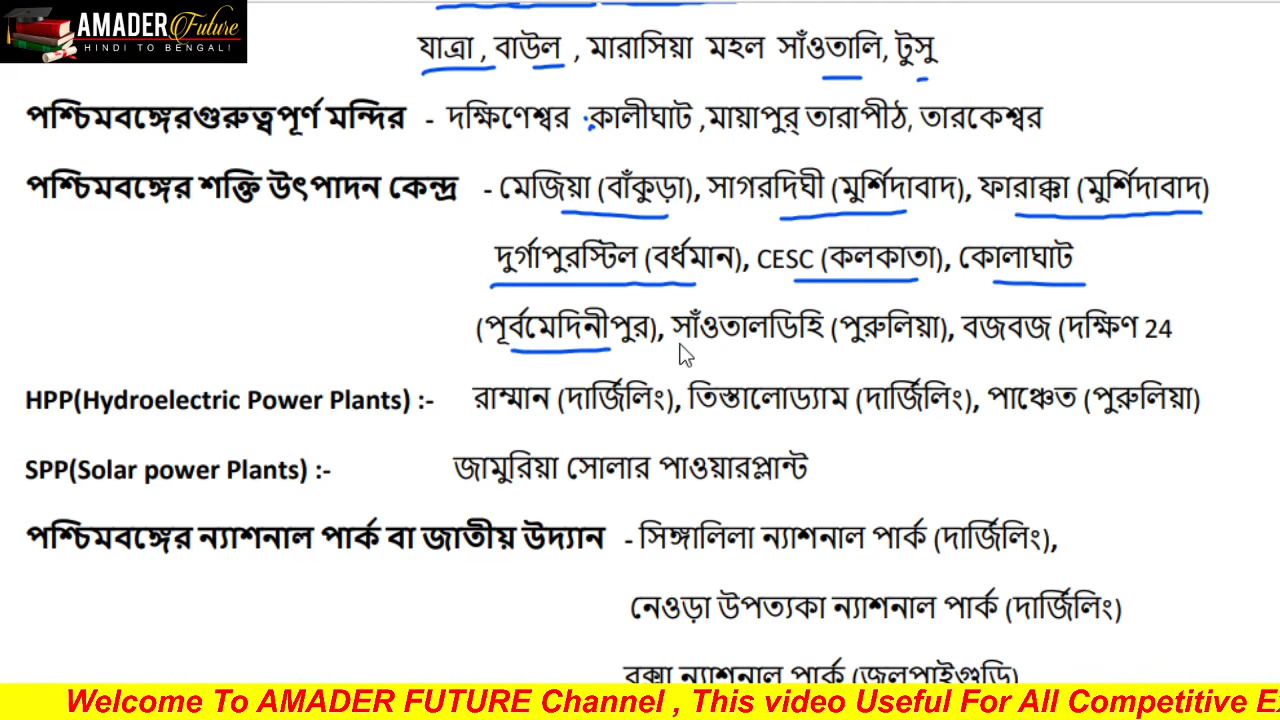 AMADER Future
HINDI TO BENGALI
যাত্রা , বাউল , মারাসিয়া মহল সাঁওতালি, টুসু
পশ্চিমবঙ্গেরগুরুত্বপূর্ণ মন্দির - দক্ষিণেশ্বর কালীঘাট ,মায়াপুর্ তারাপীঠ, তারকেশ্বর
পশ্চিমবঙ্গের শক্তি উৎপাদন কেন্দ্র - মেজিয়া (বাঁকুড়া), সাগরদিঘী (মুর্শিদাবাদ), ফারাক্কা (মুর্শিদাবাদ)
দুর্গাপুরস্টিল (বর্ধমান), CESC (কলকাতা), কোলাঘাট
(পূর্বমেদিনীপুর), সাঁওতালডিহি (পুরুলিয়া), বজবজ (দক্ষিণ 24
HPP(Hydroelectric Power Plants) :- রাম্মান (দার্জিলিং), তিস্তালোড্যাম (দার্জিলিং), পাঞ্চেত (পুরুলিয়া)
SPP(Solar power Plants) :- জামুরিয়া সোলার পাওয়ারপ্লান্ট
পশ্চিমবঙ্গের ন্যাশনাল পার্ক বা জাতীয় উদ্যান - সিঙ্গালিলা ন্যাশনাল পার্ক (দার্জিলিং),
নেওড়া উপত্যকা ন্যাশনাল পার্ক (দার্জিলিং)
বক্সা ন্যাশনাল পার্ক (জলপাইগুড়ি)
Welcome To AMADER FUTURE Channel , This video Useful For All Competitive